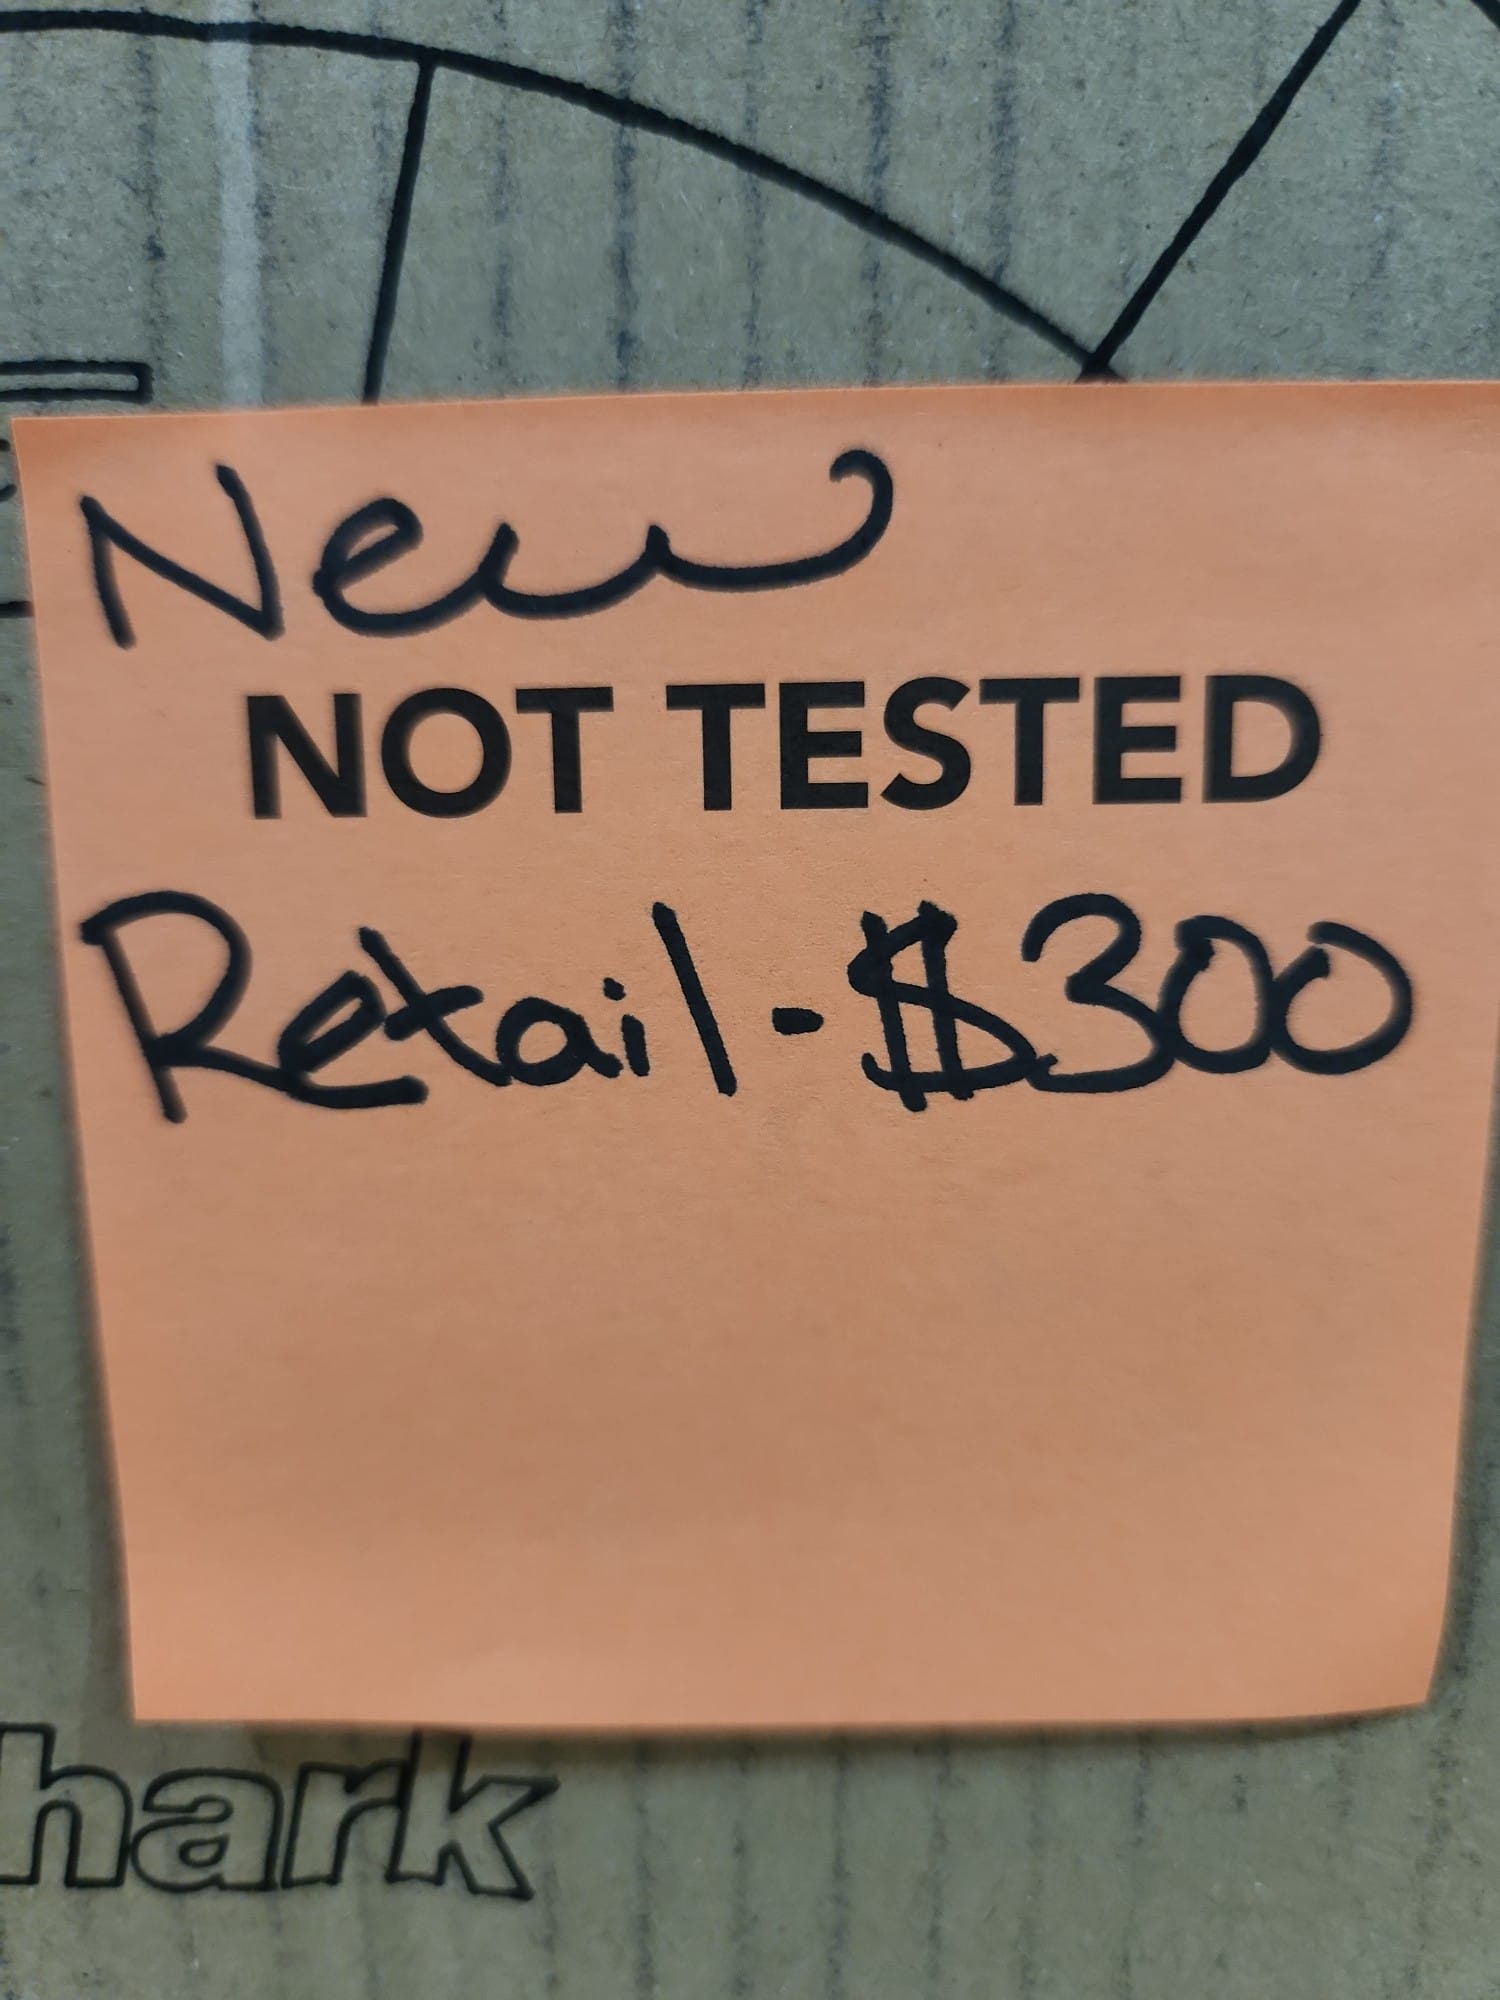 New
NOT TESTED
Retail - $300
hark